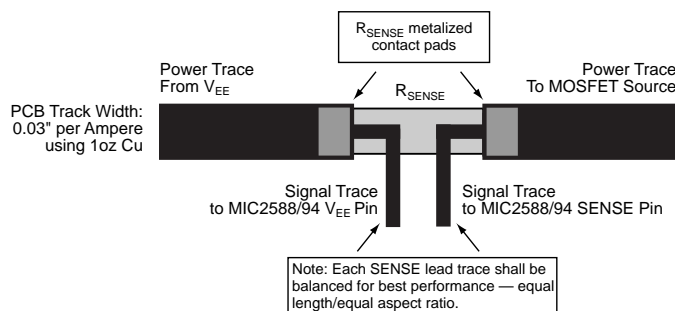 R_SENSE metalized
contact pads
Power Trace
From V_EE
R_SENSE
Power Trace
To MOSFET Source
PCB Track Width:
0.03" per Ampere
using 1oz Cu
Signal Trace
to MIC2588/94 V_EE Pin
Signal Trace
to MIC2588/94 SENSE Pin
Note: Each SENSE lead trace shall be
balanced for best performance — equal
length/equal aspect ratio.